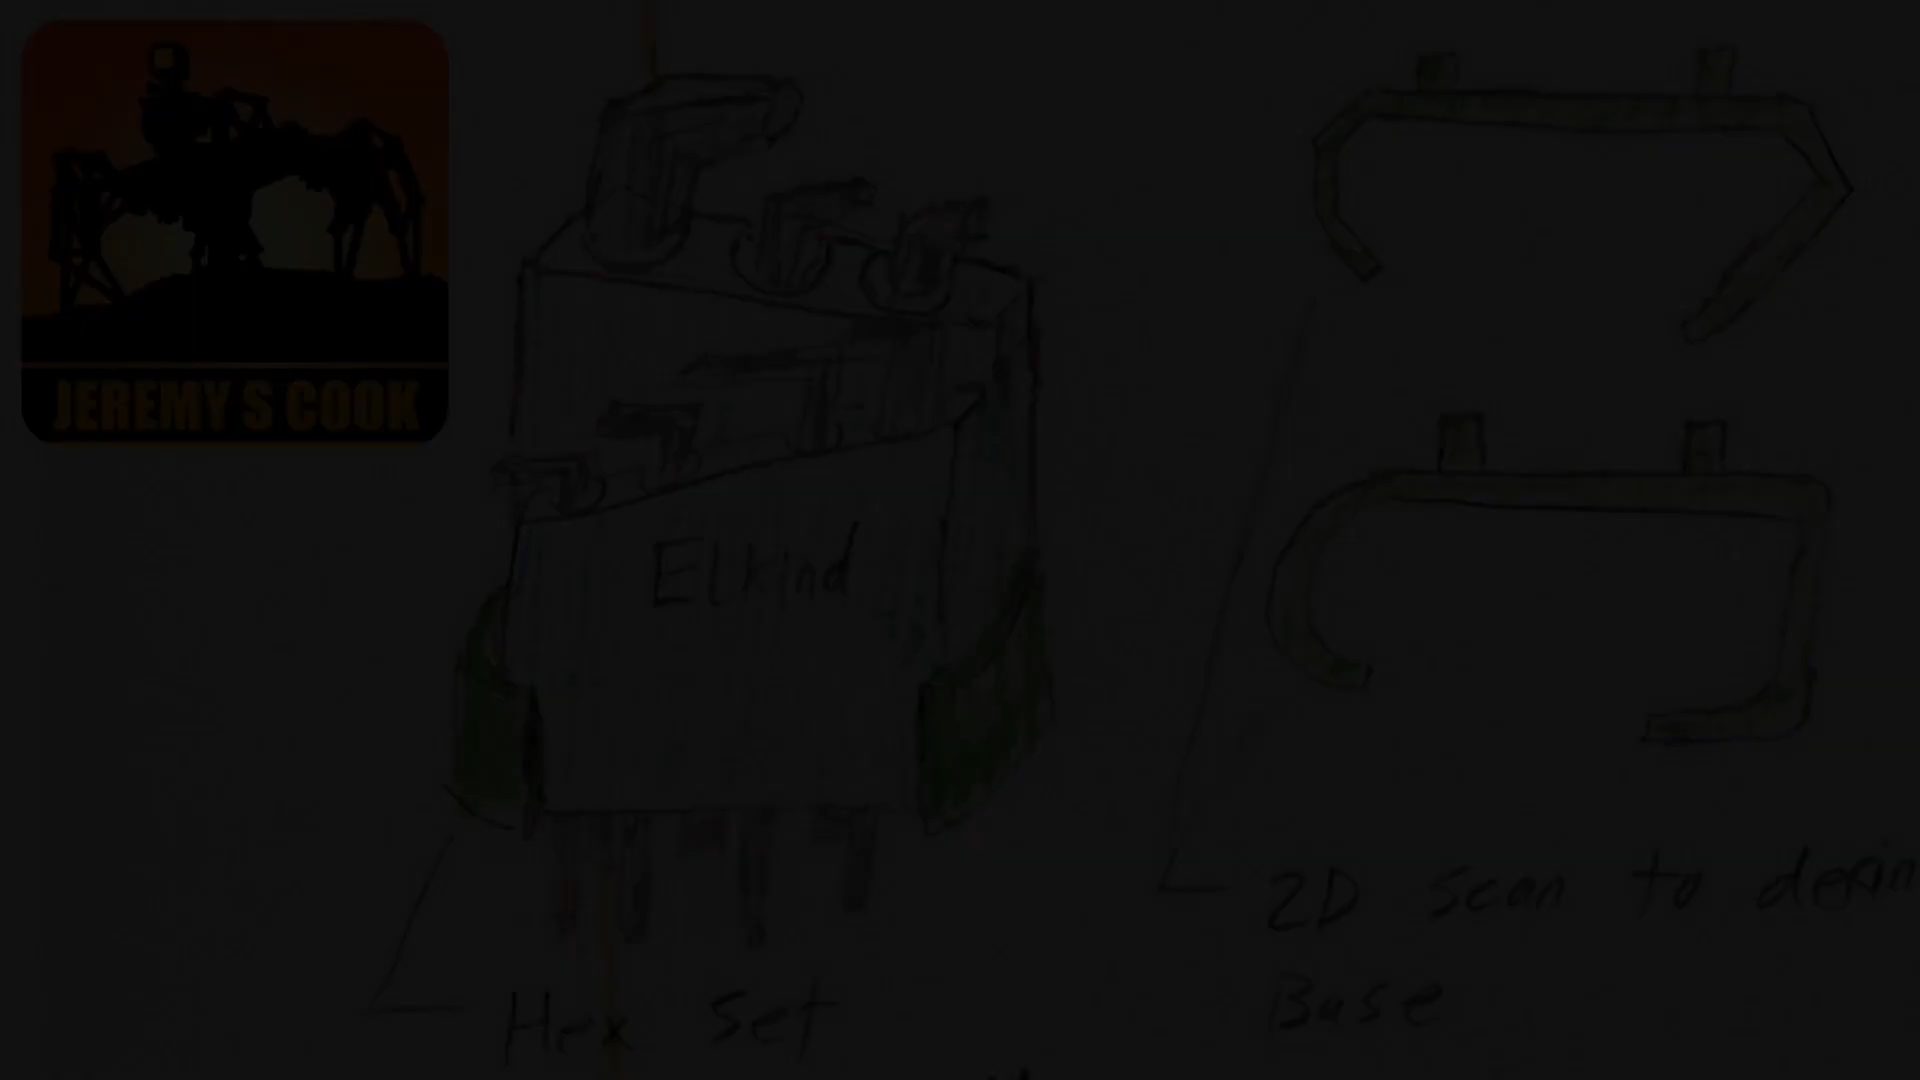 JEREMY S COOK
Elkind
2D scan to
Base
Hex Set